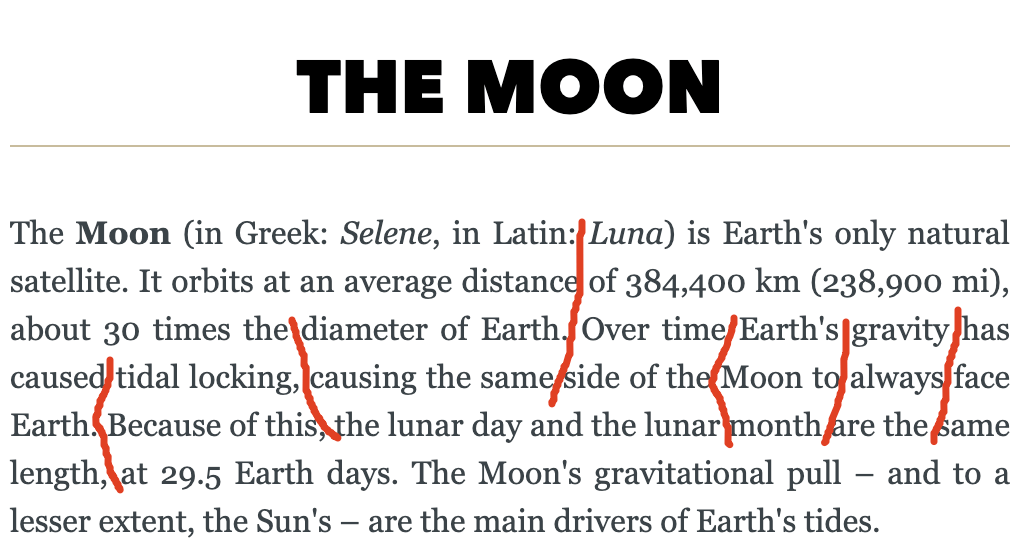 THE MOON
The Moon (in Greek: Selene, in Latin: Luna) is Earth's only natural
satellite. It orbits at an average distance of 384,400 km (238,900 mi),
about 30 times the diameter of Earth. Over time Earth's gravity has
caused tidal locking, causing the same side of the Moon to always face
Earth. Because of this, the lunar day and the lunar month are the same
length, at 29.5 Earth days. The Moon's gravitational pull – and to a
lesser extent, the Sun's – are the main drivers of Earth's tides.